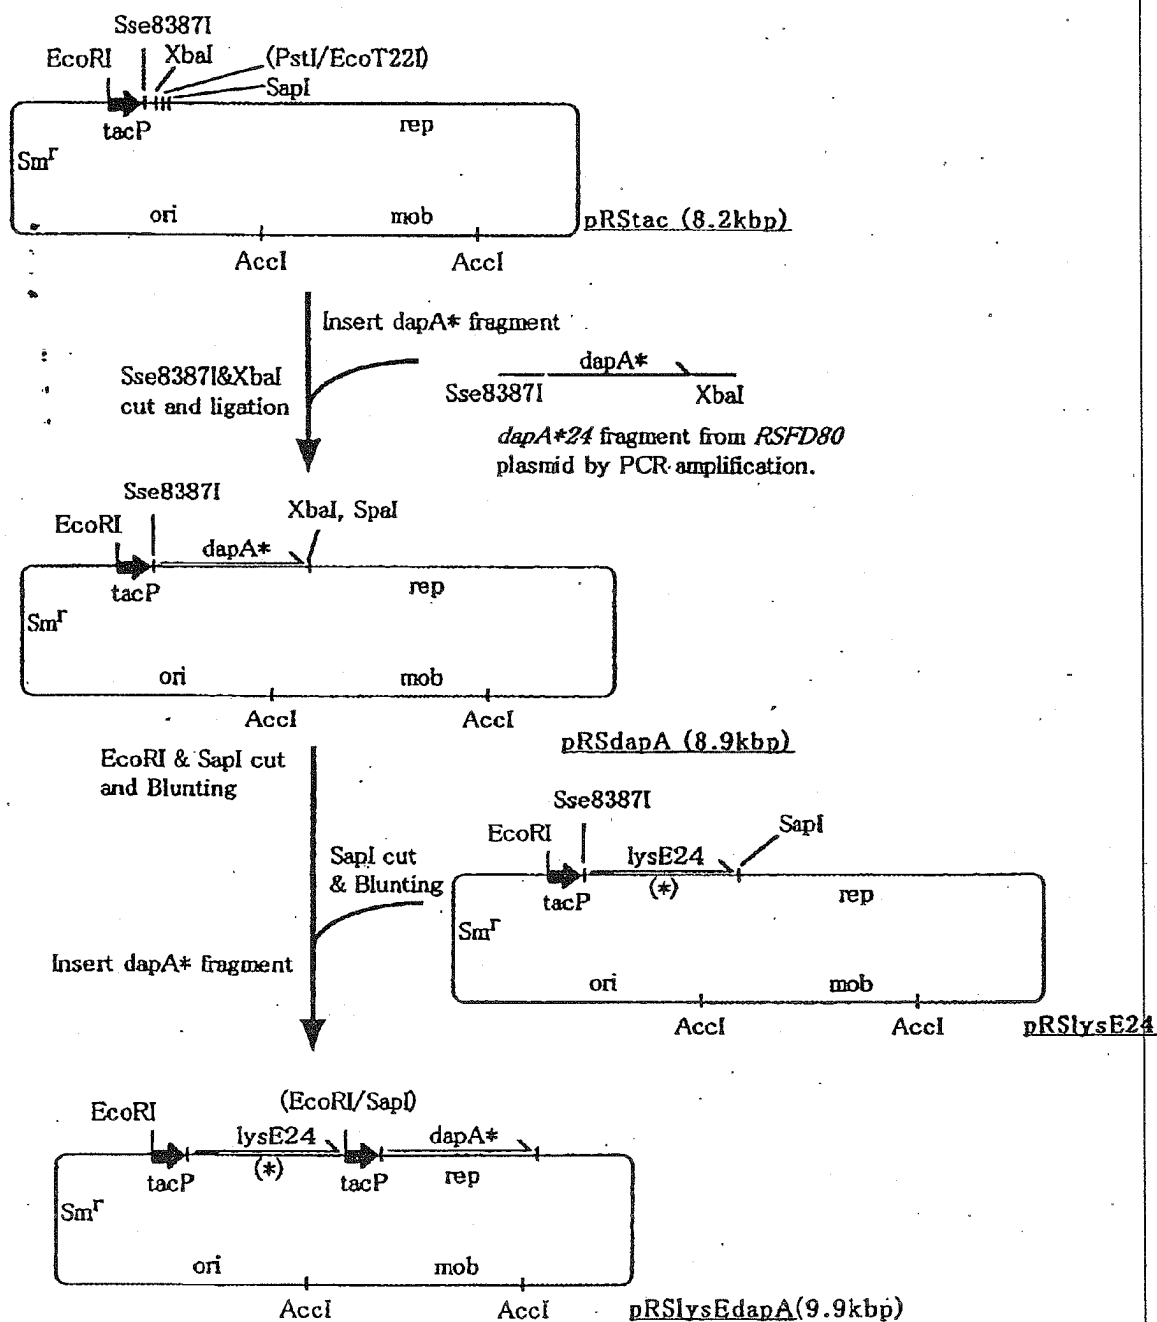 Sse8387I
EcoRI
XbaI
(PstI/EcoT22I)
SapI
tacP
rep
Smr
ori
mob
pRStac (8.2kbp)
AccI
AccI
Insert dapA* fragment
Sse8387I&XbaI
cut and ligation
dapA*
Sse8387I
XbaI
dapA*24 fragment from RSFD80
plasmid by PCR amplification.
Sse8387I
XbaI, SpaI
EcoRI
dapA*
tacP
rep
Smr
ori
mob
AccI
AccI
pRSdapA (8.9kbp)
EcoRI & SapI cut
and Blunting
Sse8387I
EcoRI
SapI
lysE24
(*)
SapI cut
& Blunting
tacP
rep
Smr
Insert dapA* fragment
ori
mob
AccI
AccI
pRSlysE24
EcoRI
(EcoRI/SapI)
lysE24
dapA*
tacP
(*)
tacP
rep
Smr
ori
mob
AccI
AccI
pRSlysEdapA(9.9kbp)